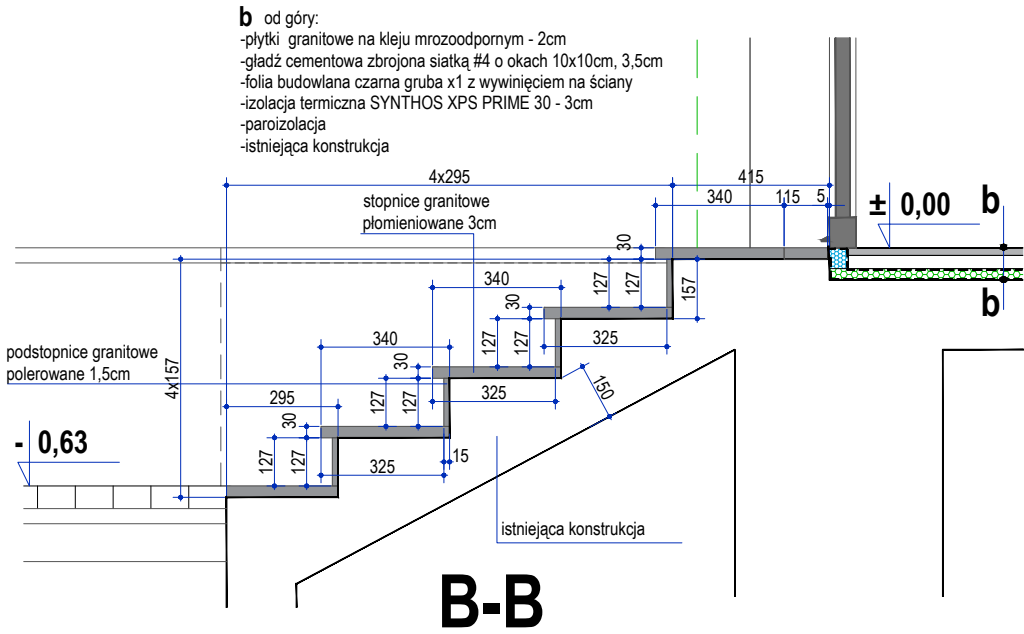 b od góry:
-płytki granitowe na kleju mrozoodpornym - 2cm
-gładź cementowa zbrojona siatką #4 o okach 10x10cm, 3,5cm
-folia budowlana czarna gruba x1 z wywinięciem na ściany
-izolacja termiczna SYNTHOS XPS PRIME 30 - 3cm
-paroizolacja
-istniejąca konstrukcja
4x295
415
stopnice granitowe
płomieniowane 3cm
340
115
5
± 0,00
b
30
340
127
127
157
b
30
podstopnice granitowe
polerowane 1,5cm
340
127
127
325
4x157
30
150
295
127
127
325
- 0,63
30
127
127
15
325
istniejąca konstrukcja
B-B